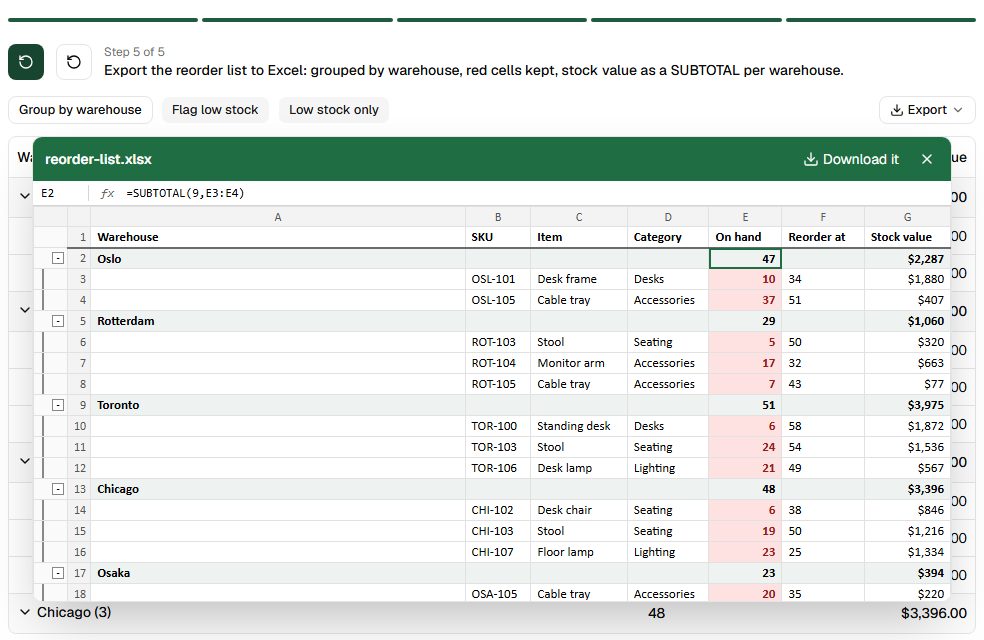 Step 5 of 5
Export the reorder list to Excel: grouped by warehouse, red cells kept, stock value as a SUBTOTAL per warehouse.
Group by warehouse Flag low stock Low stock only Export
reorder-list.xlsx Download it
E2 fx =SUBTOTAL(9,E3:E4)
A B C D E F G
1 Warehouse SKU Item Category On hand Reorder at Stock value
2 Oslo 47 $2,287
3 OSL-101 Desk frame Desks 10 34 $1,880
4 OSL-105 Cable tray Accessories 37 51 $407
5 Rotterdam 29 $1,060
6 ROT-103 Stool Seating 5 50 $320
7 ROT-104 Monitor arm Accessories 17 32 $663
8 ROT-105 Cable tray Accessories 7 43 $77
9 Toronto 51 $3,975
10 TOR-100 Standing desk Desks 6 58 $1,872
11 TOR-103 Stool Seating 24 54 $1,536
12 TOR-106 Desk lamp Lighting 21 49 $567
13 Chicago 48 $3,396
14 CHI-102 Desk chair Seating 6 38 $846
15 CHI-103 Stool Seating 19 50 $1,216
16 CHI-107 Floor lamp Lighting 23 25 $1,334
17 Osaka 23 $394
18 OSA-105 Cable tray Accessories 20 35 $220
Chicago (3) 48 $3,396.00